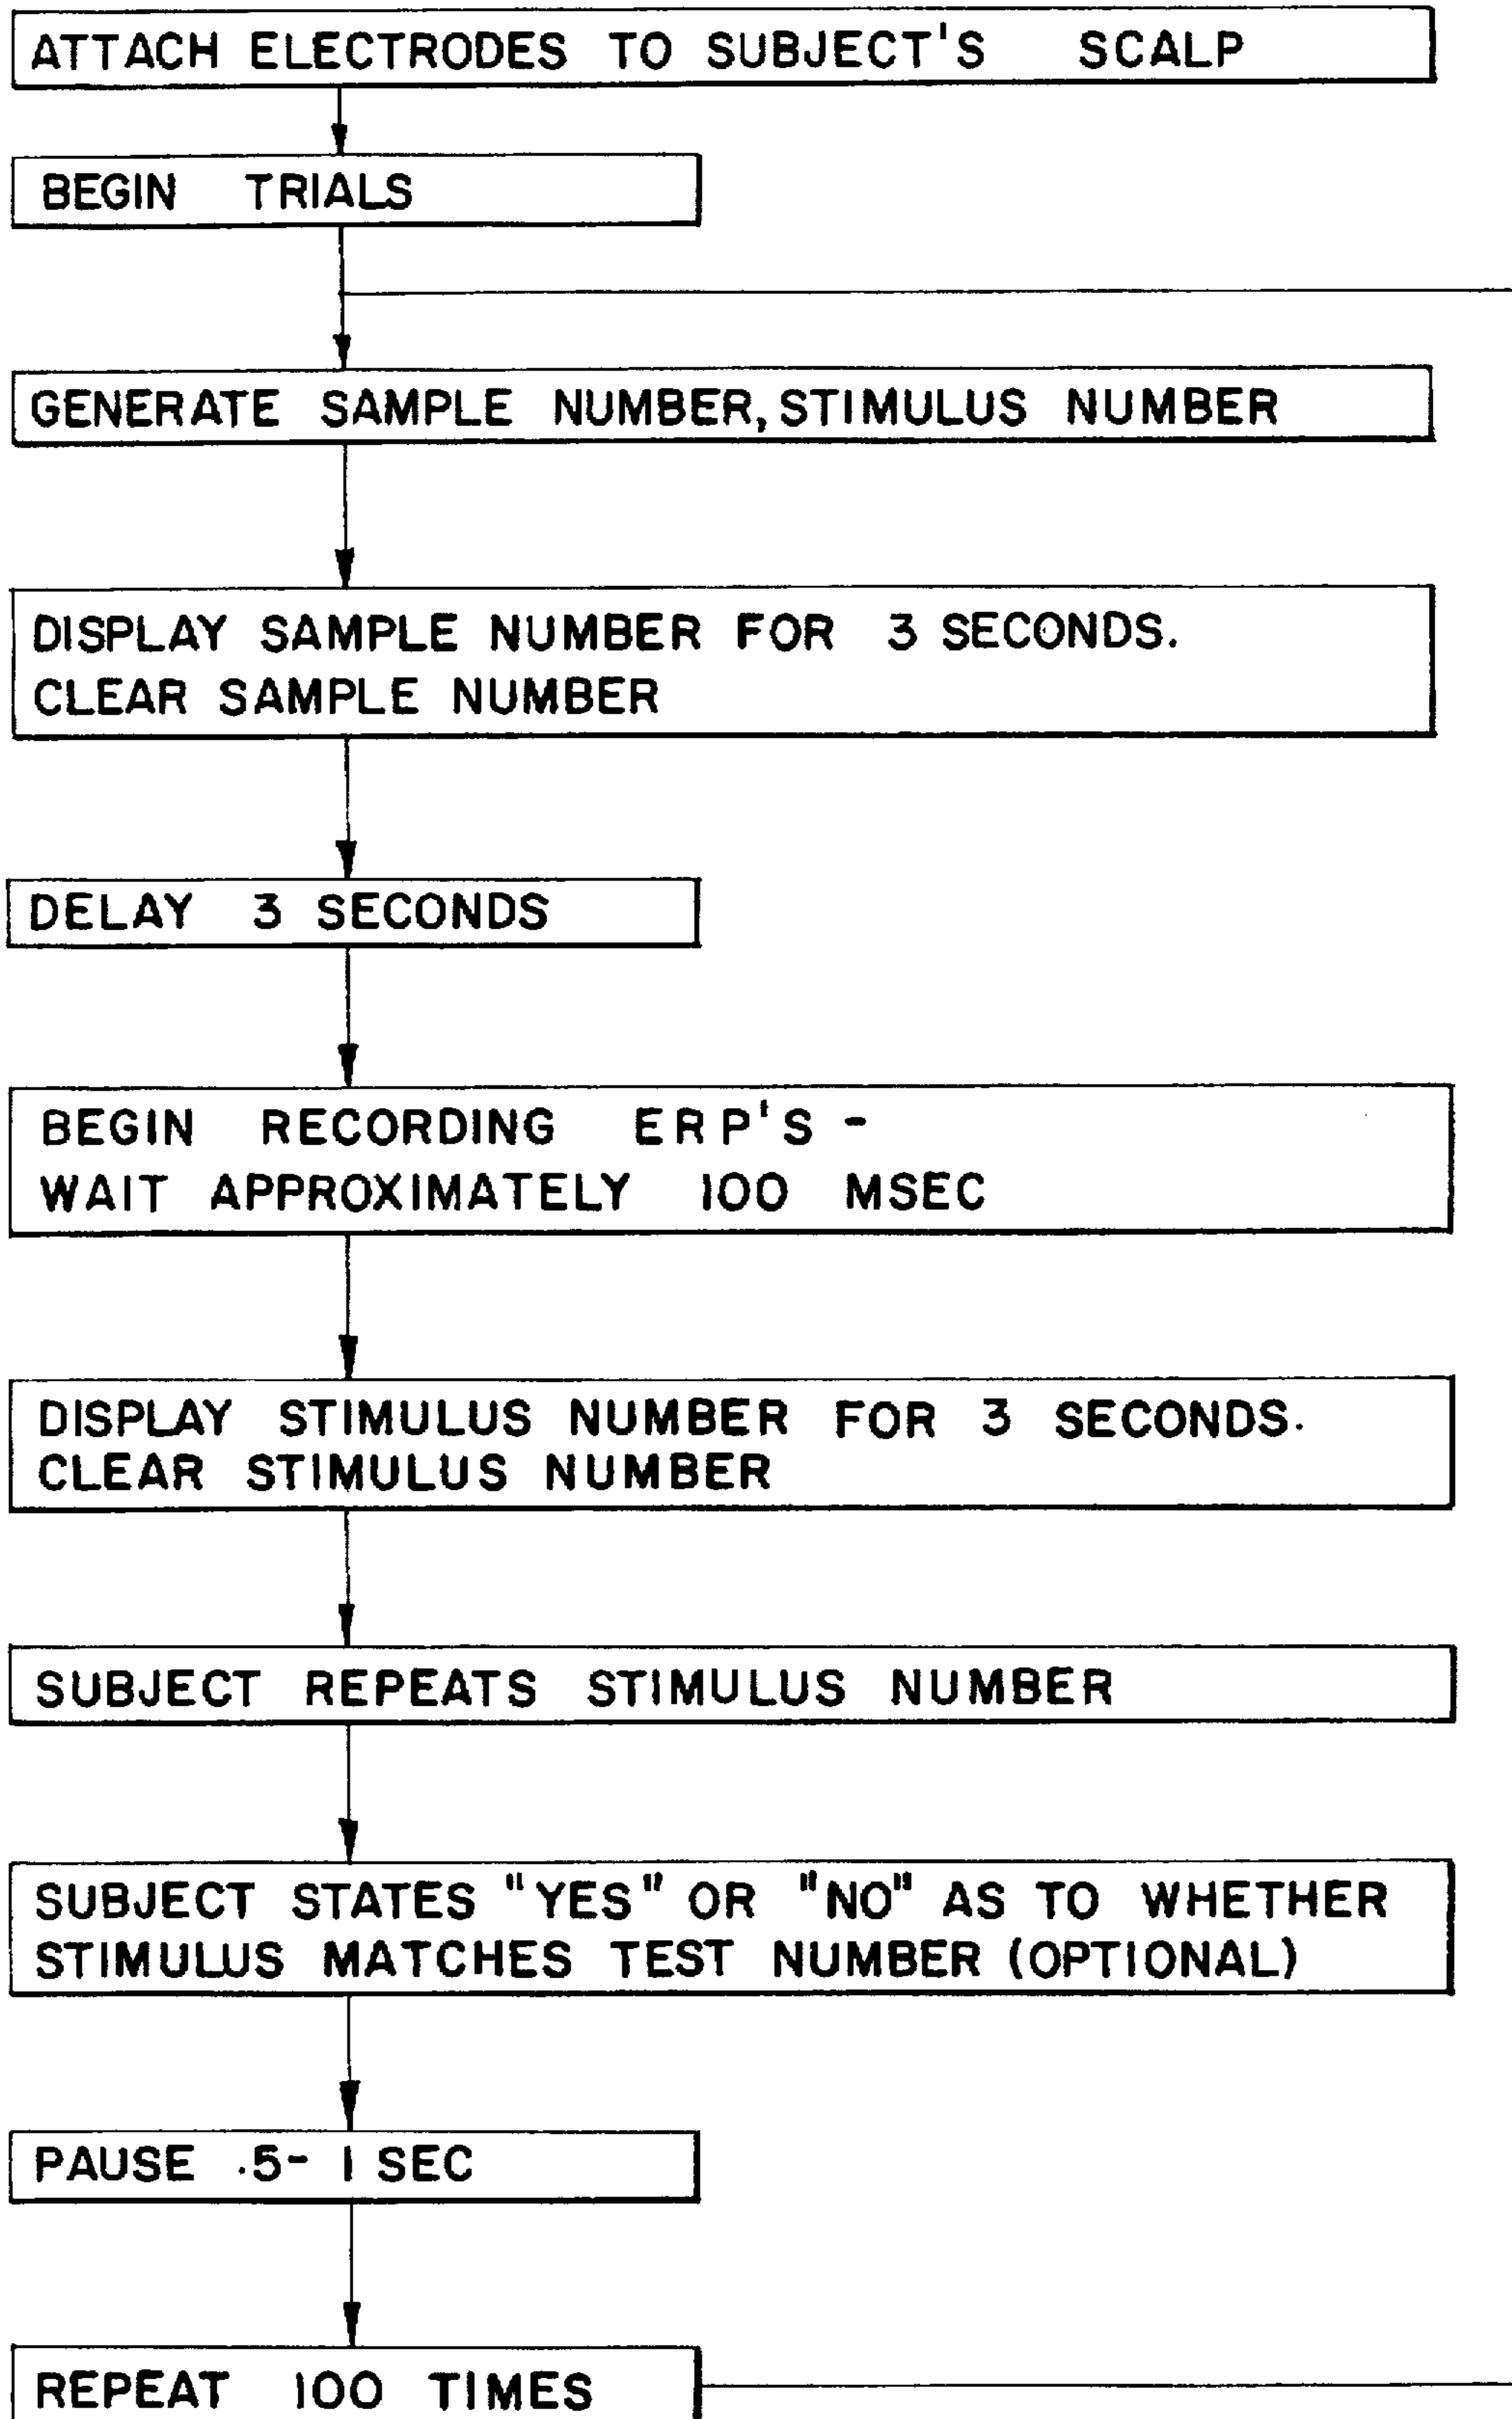 ATTACH ELECTRODES TO SUBJECT'S SCALP
BEGIN TRIALS
GENERATE SAMPLE NUMBER, STIMULUS NUMBER
DISPLAY SAMPLE NUMBER FOR 3 SECONDS.
CLEAR SAMPLE NUMBER
DELAY 3 SECONDS
BEGIN RECORDING ERP'S -
WAIT APPROXIMATELY 100 MSEC
DISPLAY STIMULUS NUMBER FOR 3 SECONDS.
CLEAR STIMULUS NUMBER
SUBJECT REPEATS STIMULUS NUMBER
SUBJECT STATES "YES" OR "NO" AS TO WHETHER
STIMULUS MATCHES TEST NUMBER (OPTIONAL)
PAUSE .5- 1 SEC
REPEAT 100 TIMES